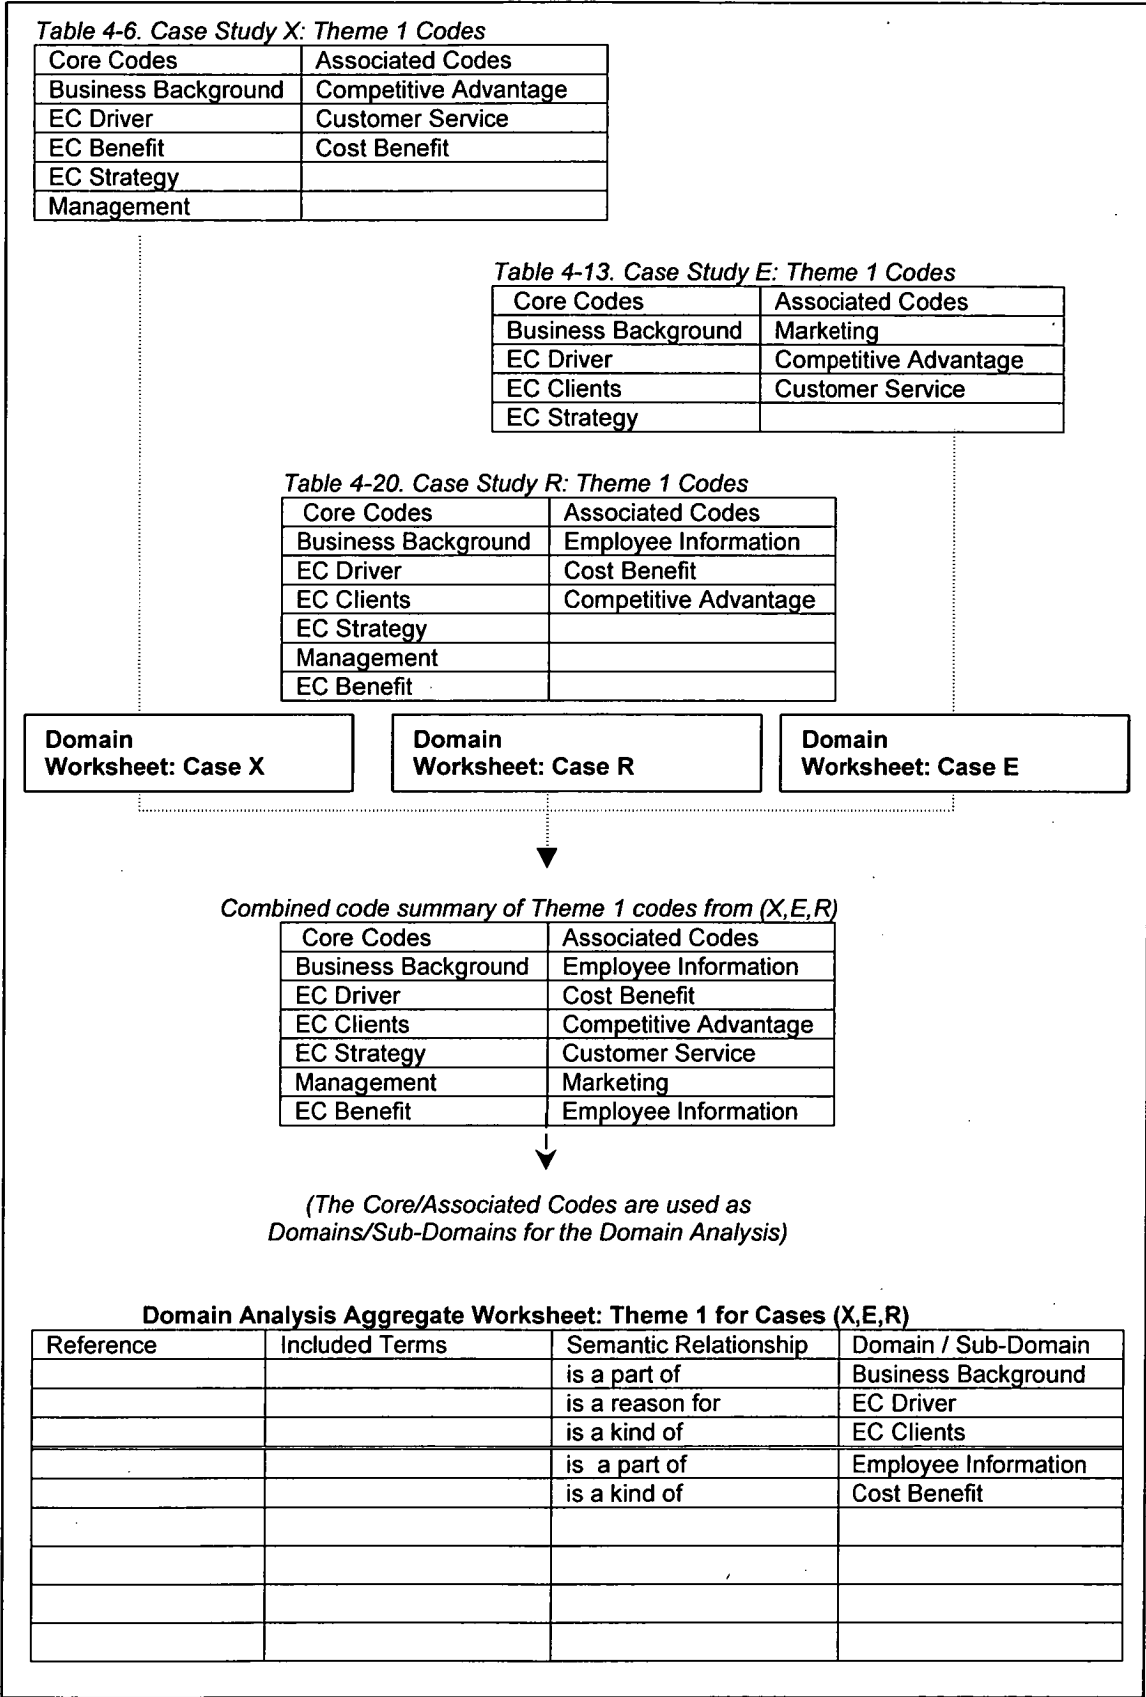 Table 4-6. Case Study X: Theme 1 Codes
Core Codes Associated Codes
Business Background Competitive Advantage
EC Driver Customer Service
EC Benefit Cost Benefit
EC Strategy
Management
Table 4-13. Case Study E: Theme 1 Codes
Core Codes Associated Codes
Business Background Marketing
EC Driver Competitive Advantage
EC Clients Customer Service
EC Strategy
Table 4-20. Case Study R: Theme 1 Codes
Core Codes Associated Codes
Business Background Employee Information
EC Driver Cost Benefit
EC Clients Competitive Advantage
EC Strategy
Management
EC Benefit
Domain
Worksheet: Case X
Domain
Worksheet: Case R
Domain
Worksheet: Case E
Combined code summary of Theme 1 codes from (X,E,R)
Core Codes Associated Codes
Business Background Employee Information
EC Driver Cost Benefit
EC Clients Competitive Advantage
EC Strategy Customer Service
Management Marketing
EC Benefit Employee Information
(The Core/Associated Codes are used as
Domains/Sub-Domains for the Domain Analysis)
Domain Analysis Aggregate Worksheet: Theme 1 for Cases (X,E,R)
Reference Included Terms Semantic Relationship Domain / Sub-Domain
is a part of Business Background
is a reason for EC Driver
is a kind of EC Clients
is a part of Employee Information
is a kind of Cost Benefit